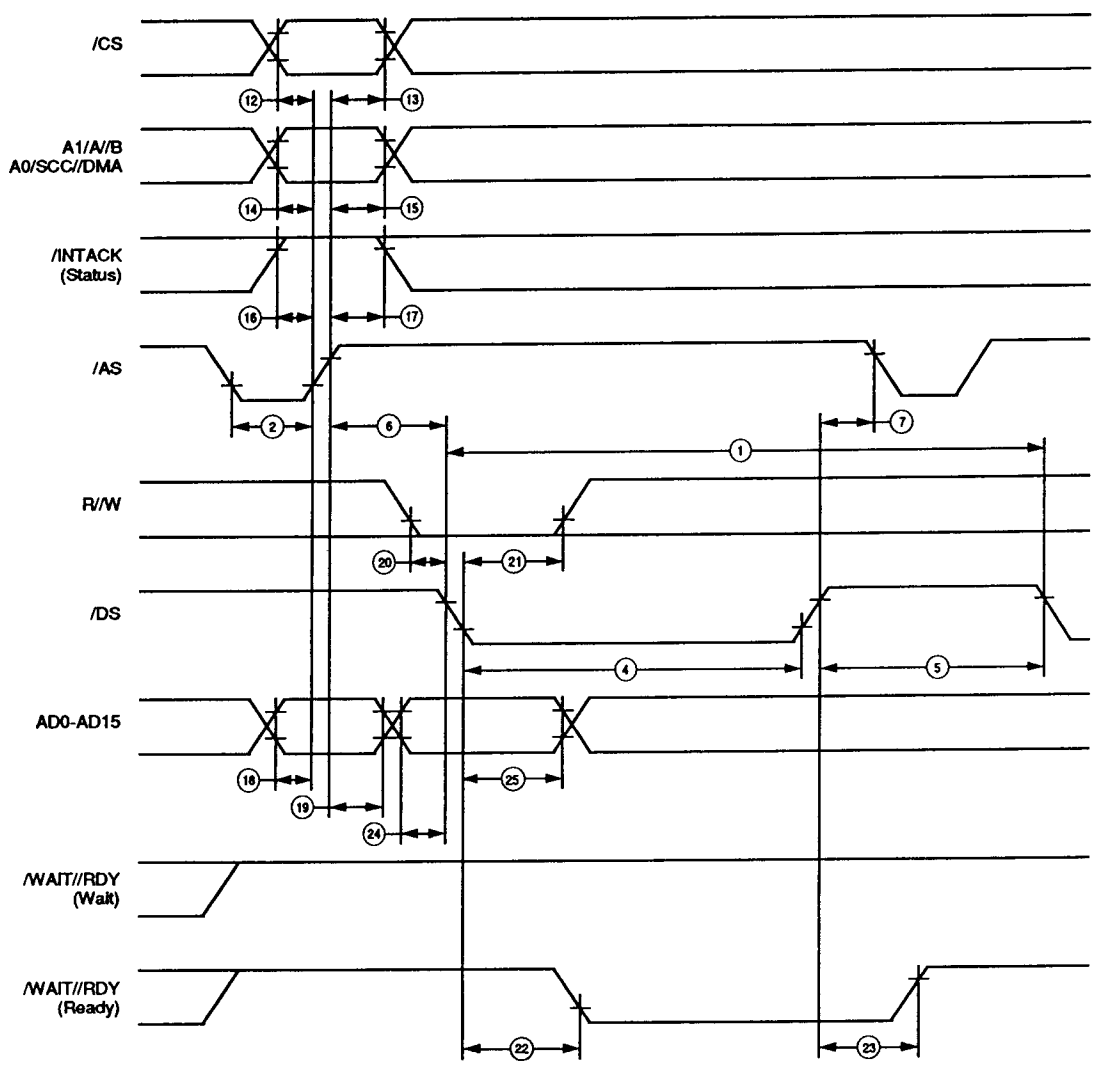 /CS
12
13
A1/A//B
A0/SCC//DMA
14
15
/INTACK
(Status)
16
17
/AS
2
6
7
1
R//W
20
21
/DS
4
5
AD0-AD15
18
25
19
24
/WAIT//RDY
(Wait)
/WAIT//RDY
(Ready)
22
23